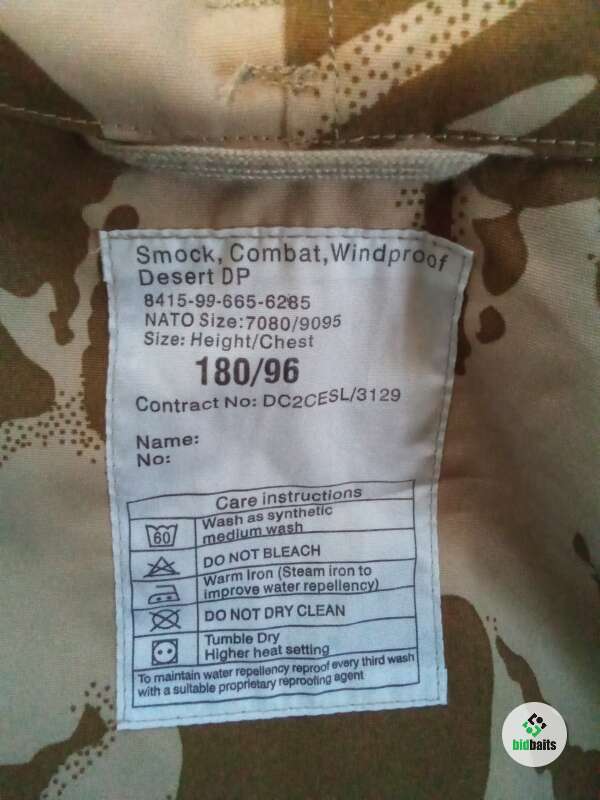 Smock, Combat, Windproof
Desert DP
8415-99-665-6285
NATO Size:7080/9095
Size: Height/Chest
180/96
Contract No: DC2CESL/3129
Name:
No:
Care instructions
60
Wash as synthetic
medium wash
DO NOT BLEACH
Warm Iron (Steam iron to
improve water repellency)
DO NOT DRY CLEAN
Tumble Dry
Higher heat setting
To maintain water repellency reproof every third wash
with a suitable proprietary reproofing agent
bidbaits